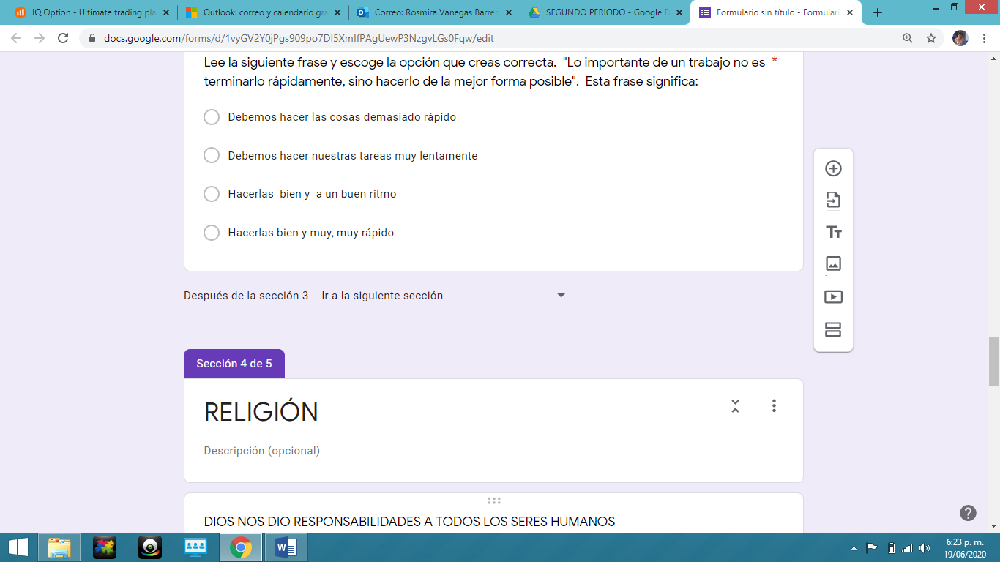 IQ Option - Ultimate trading pla
Outlook: correo y calendario gra
Correo: Rosmira Vanegas Barrer
SEGUNDO PERIODO - Google D
Formulario sin título - Formular
docs.google.com/forms/d/1vyGV2Y0jPgs909po7DI5XmIfPAgUewP3NzgvLGs0Fqw/edit
Lee la siguiente frase y escoge la opción que creas correcta. "Lo importante de un trabajo no es *
terminarlo rápidamente, sino hacerlo de la mejor forma posible". Esta frase significa:
Debemos hacer las cosas demasiado rápido
Debemos hacer nuestras tareas muy lentamente
Hacerlas bien y a un buen ritmo
Hacerlas bien y muy, muy rápido
Después de la sección 3 Ir a la siguiente sección
Sección 4 de 5
RELIGIÓN
Descripción (opcional)
DIOS NOS DIO RESPONSABILIDADES A TODOS LOS SERES HUMANOS
6:23 p. m.
19/06/2020